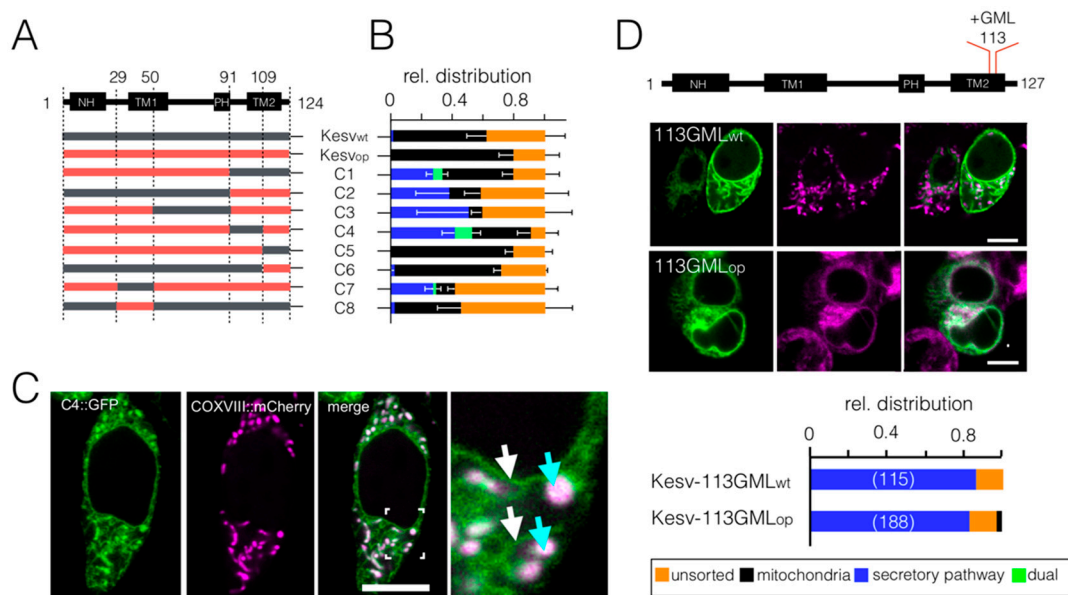 A
29 50 91 109
1 NH TM1 PH TM2 124
B
rel. distribution
0 0.4 0.8
Kesvwt
Kesvop
C1
C2
C3
C4
C5
C6
C7
C8
C
C4::GFP COXVIII::mCherry merge
D
+GML
113
1 NH TM1 PH TM2 127
113GMLwt
113GMLop
rel. distribution
0 0.4 0.8
Kesv-113GMLwt (115)
Kesv-113GMLop (188)
unsorted mitochondria secretory pathway dual